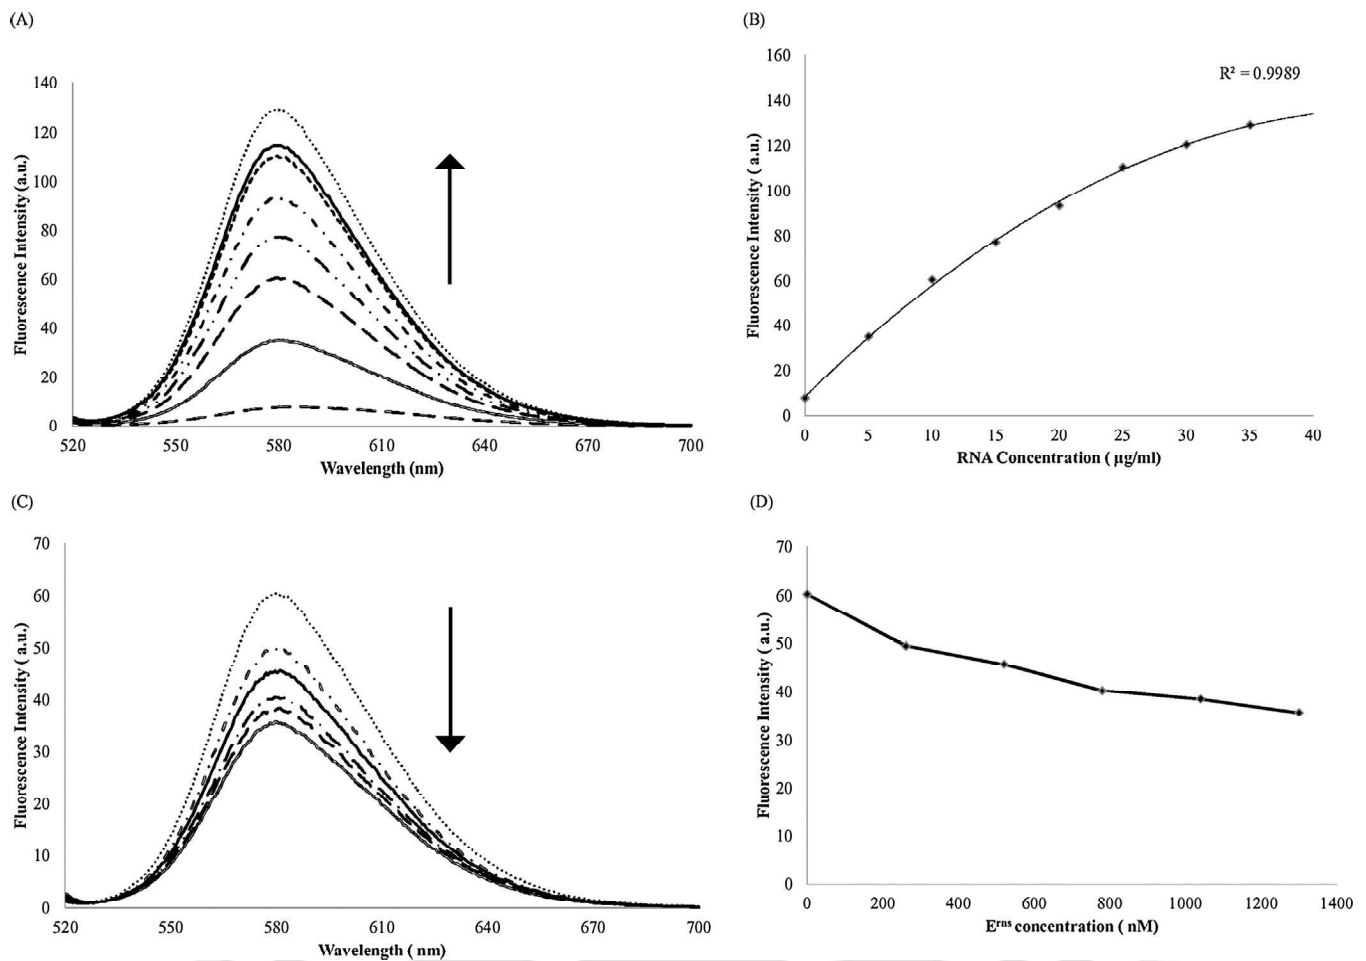 (A)
140
120
100
80
60
40
20
0
Fluorescence Intensity (a.u.)
520 550 580 610 640 670 700
Wavelength (nm)
(B)
160
140
120
100
80
60
40
20
0
Fluorescence Intensity (a.u.)
R² = 0.9989
0 5 10 15 20 25 30 35 40
RNA Concentration ( µg/ml)
(C)
70
60
50
40
30
20
10
0
Fluorescence Intensity ( a.u.)
520 550 580 610 640 670 700
Wavelength ( nm)
(D)
70
60
50
40
30
20
10
0
Fluorescence Intensity ( a.u.)
0 200 400 600 800 1000 1200 1400
Eʳⁿˢ concentration ( nM)